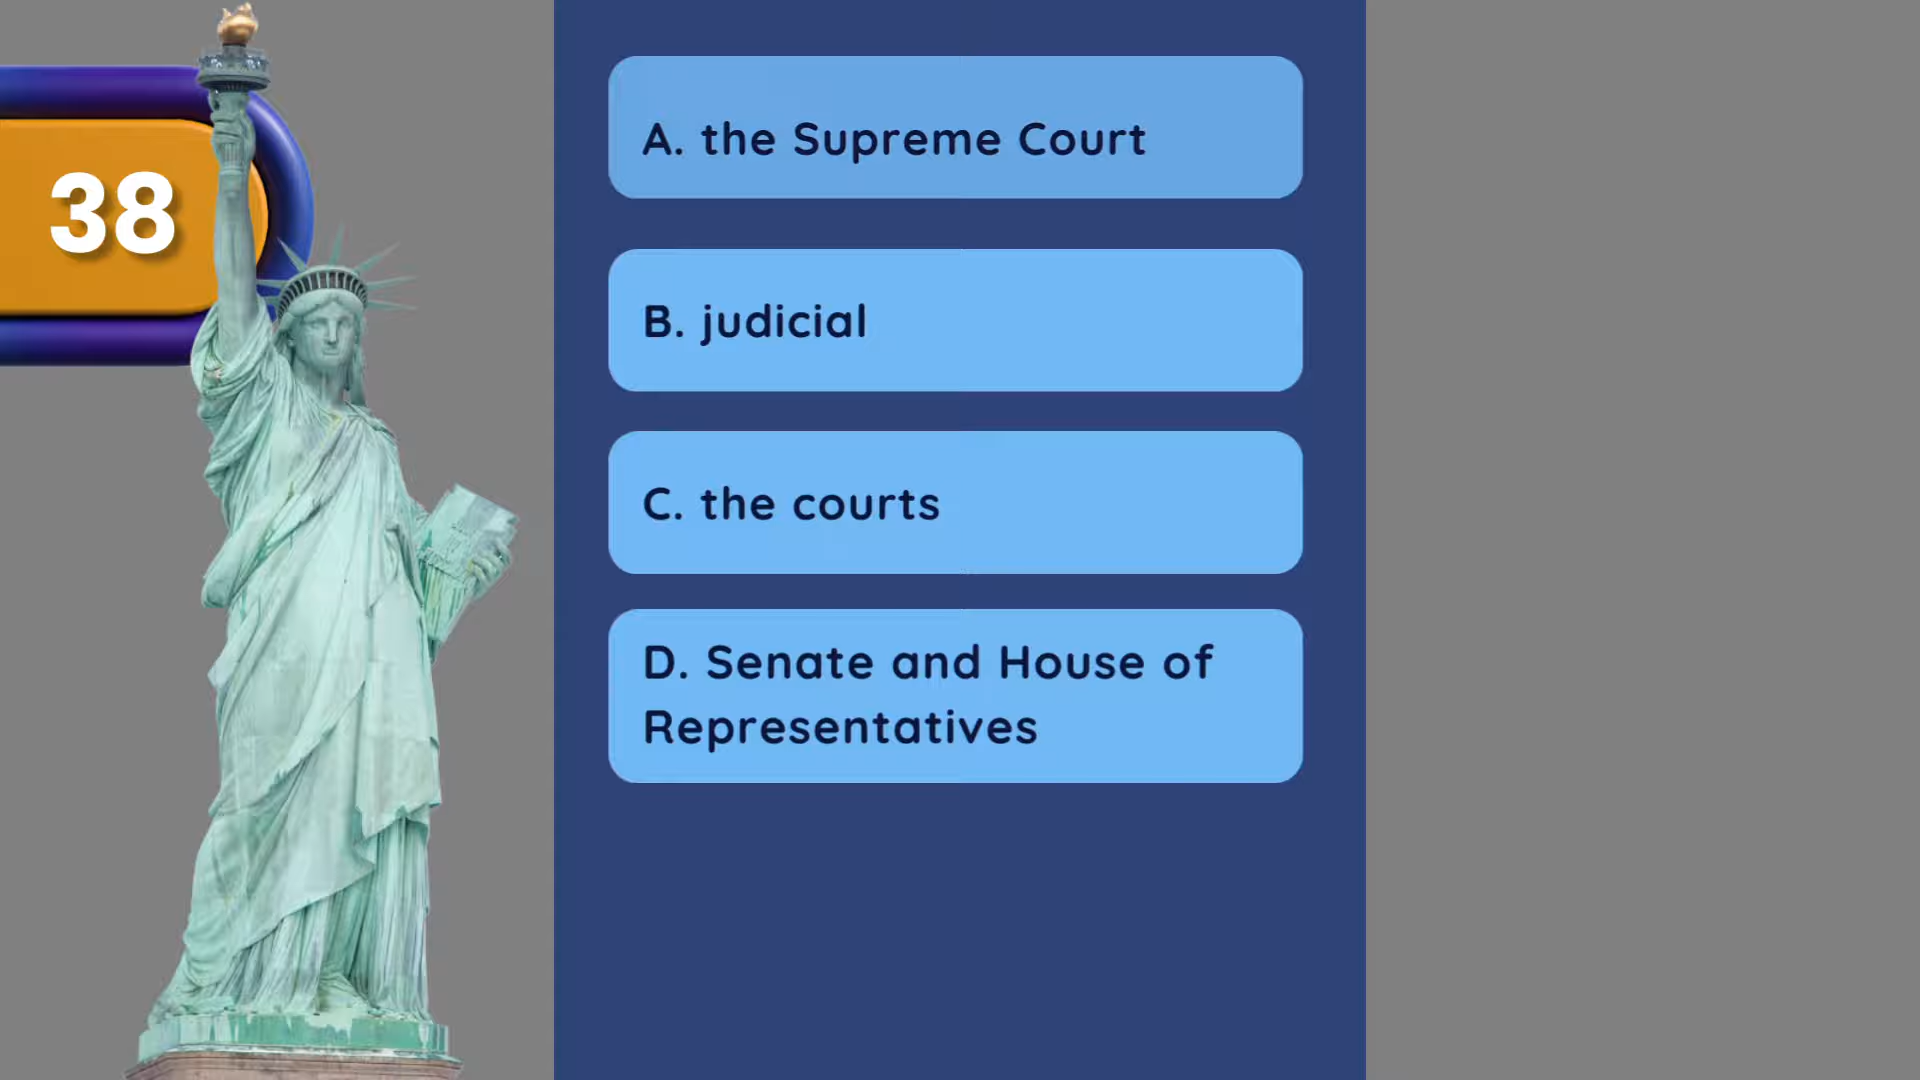 38
A. the Supreme Court
B. judicial
C. the courts
D. Senate and House of
Representatives